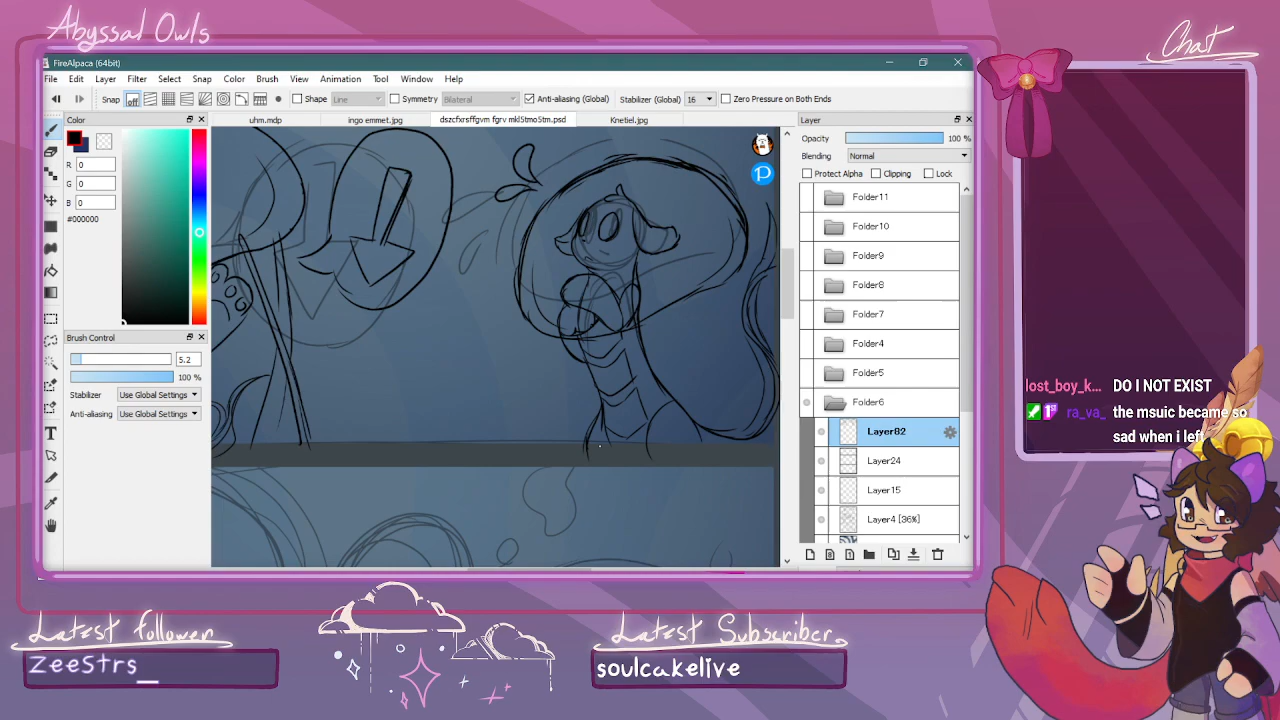 Abyssal Owls
Chat
FireAlpaca (64bit)
File Edit Layer Filter Select Snap Color Brush View Animation Tool Window Help
Snap off Shape Line Symmetry Bilateral Anti-aliasing (Global) Stabilizer (Global) 16 Zero Pressure on Both Ends
Color
uhm.mdp
ingo emmet.jpg
dszcfxrsffgvm fgrv mkl5tmo5tm.psd
Knetiel.jpg
Layer
R 0
G 0
B 0
#000000
Opacity 100 %
Blending Normal
Protect Alpha Clipping Lock
Folder11
Folder10
Folder9
Folder8
Folder7
Folder4
Folder5
Folder6
Layer82
Layer24
Layer15
Layer4 [36%]
Brush Control
5.2
100 %
Stabilizer Use Global Settings
Anti-aliasing Use Global Settings
lost_boy_k... DO I NOT EXIST
ra_va_ the msuic became so
sad when i left
Latest follower
zeeStrs_
Latest Subscriber
soulcakelive